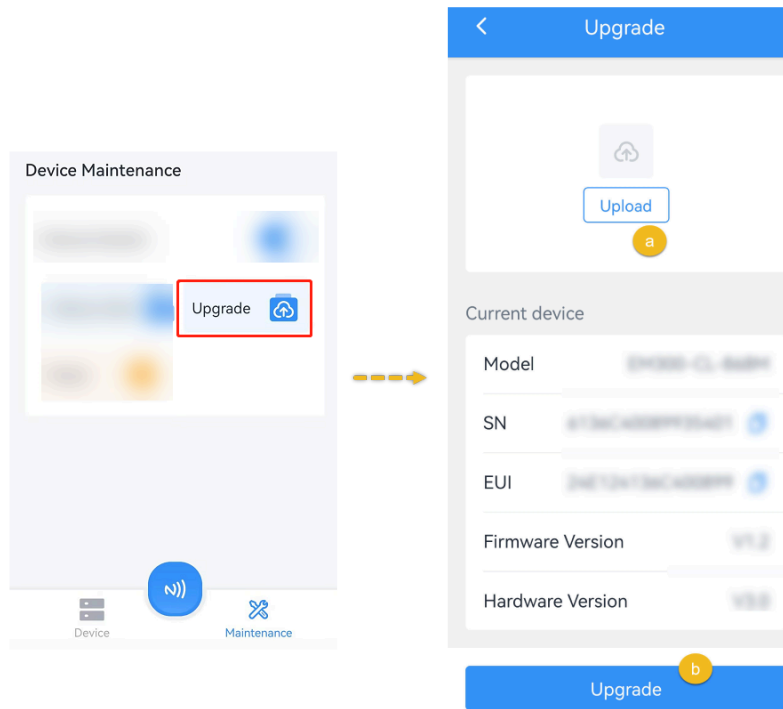 Device Maintenance
Upgrade
Device
Maintenance
Upgrade
Upload
a
Current device
Model
SN
EUI
Firmware Version
Hardware Version
b
Upgrade